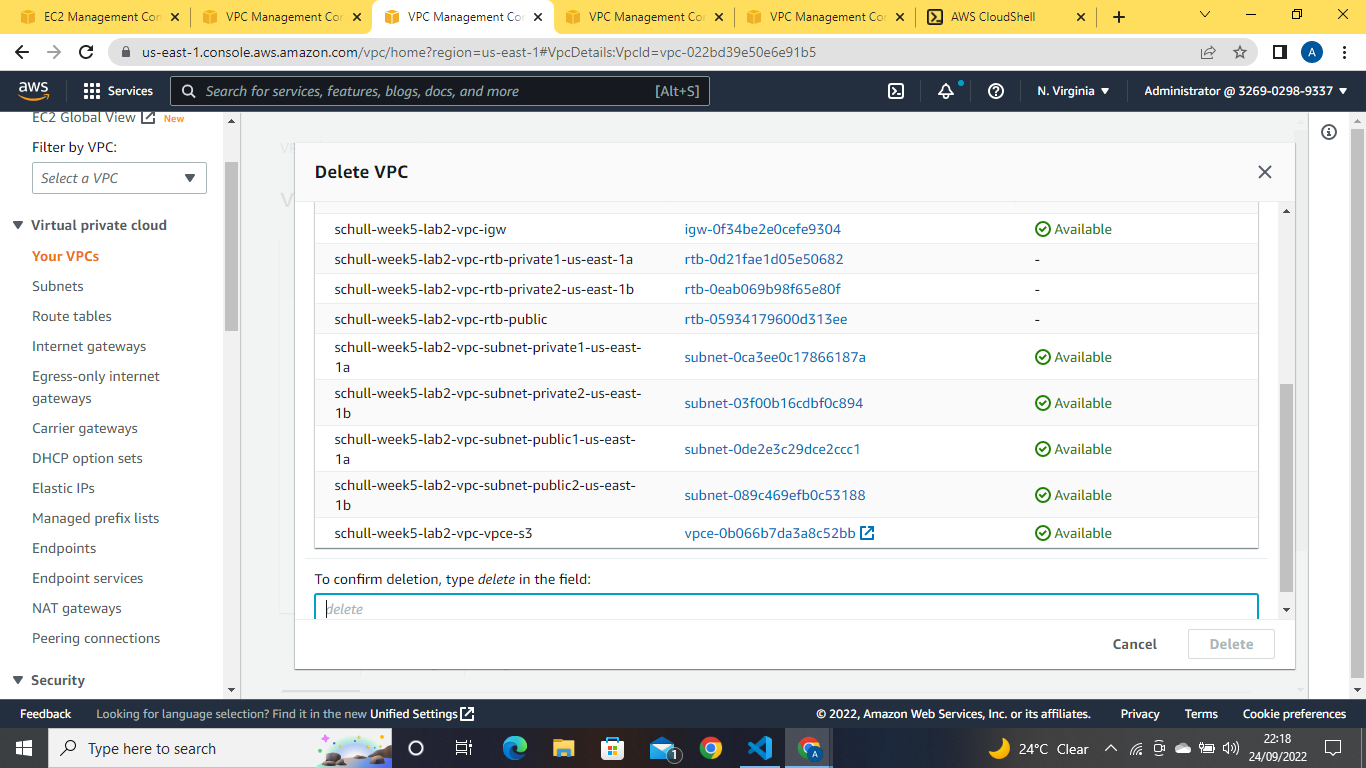 EC2 Management Con
VPC Management Con
VPC Management Con
VPC Management Con
VPC Management Con
AWS CloudShell
us-east-1.console.aws.amazon.com/vpc/home?region=us-east-1#VpcDetails:VpcId=vpc-022bd39e50e6e91b5
A
aws
Services
Search for services, features, blogs, docs, and more
[Alt+S]
N. Virginia
Administrator @ 3269-0298-9337
EC2 Global View
New
Filter by VPC:
Select a VPC
Virtual private cloud
Your VPCs
Subnets
Route tables
Internet gateways
Egress-only internet
gateways
Carrier gateways
DHCP option sets
Elastic IPs
Managed prefix lists
Endpoints
Endpoint services
NAT gateways
Peering connections
Security
Delete VPC
schull-week5-lab2-vpc-igw
igw-0f34be2e0cefe9304
Available
schull-week5-lab2-vpc-rtb-private1-us-east-1a
rtb-0d21fae1d05e50682
-
schull-week5-lab2-vpc-rtb-private2-us-east-1b
rtb-0eab069b98f65e80f
-
schull-week5-lab2-vpc-rtb-public
rtb-05934179600d313ee
-
schull-week5-lab2-vpc-subnet-private1-us-east-
1a
subnet-0ca3ee0c17866187a
Available
schull-week5-lab2-vpc-subnet-private2-us-east-
1b
subnet-03f00b16cdbf0c894
Available
schull-week5-lab2-vpc-subnet-public1-us-east-
1a
subnet-0de2e3c29dce2ccc1
Available
schull-week5-lab2-vpc-subnet-public2-us-east-
1b
subnet-089c469efb0c53188
Available
schull-week5-lab2-vpc-vpce-s3
vpce-0b066b7da3a8c52bb
Available
To confirm deletion, type delete in the field:
delete
Cancel
Delete
Feedback
Looking for language selection? Find it in the new Unified Settings
© 2022, Amazon Web Services, Inc. or its affiliates.
Privacy
Terms
Cookie preferences
Type here to search
1
A
24°C Clear
22:18
24/09/2022